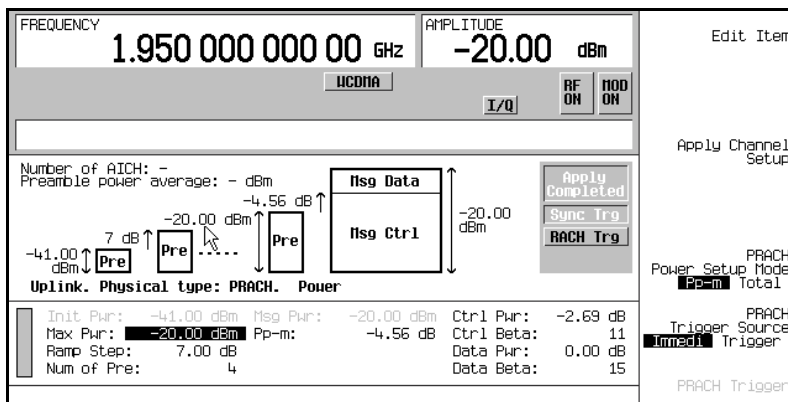 FREQUENCY
1.950 000 000 00 GHz
AMPLITUDE
-20.00 dBm
WCDMA
I/Q
RF ON
MOD ON
Edit Item
Apply Channel Setup
Number of AICH: -
Preamble power average: - dBm
-41.00 dBm
Pre
7 dB
Pre
-20.00 dBm
.....
Pre
-4.56 dB
Msg Data
Msg Ctrl
-20.00 dBm
Apply Completed
Sync Trg
RACH Trg
Uplink. Physical type: PRACH. Power
PRACH Power Setup Mode
Pp-m Total
PRACH Trigger Source
Immedi Trigger
PRACH Trigger
Init Pwr: -41.00 dBm Msg Pwr: -20.00 dBm Ctrl Pwr: -2.69 dB
Max Pwr: -20.00 dBm Pp-m: -4.56 dB Ctrl Beta: 11
Ramp Step: 7.00 dB Data Pwr: 0.00 dB
Num of Pre: 4 Data Beta: 15